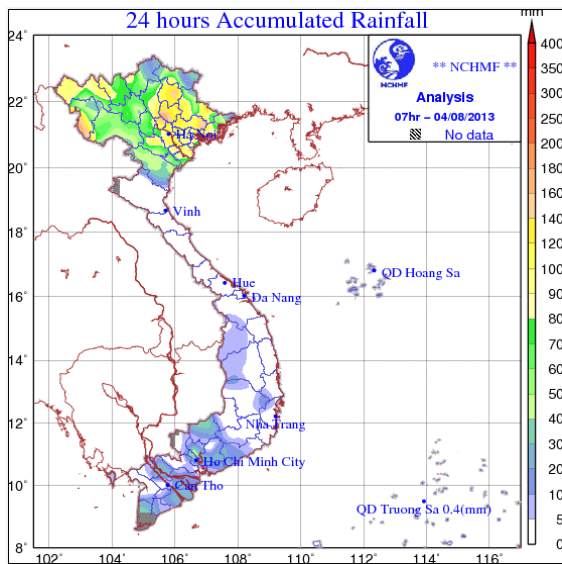 24 hours Accumulated Rainfall
mm
NCHMF
** NCHMF **
Analysis
07hr – 04/08/2013
No data
24°
22°
20°
18°
16°
14°
12°
10°
8°
Ha Noi
Vinh
Hue
Da Nang
QD Hoang Sa
Nha Trang
Ho Chi Minh City
Can Tho
QD Truong Sa 0.4(mm)
102°
104°
106°
108°
110°
112°
114°
116°
400
350
300
250
200
180
160
140
120
100
90
80
70
60
50
40
30
20
10
5
0